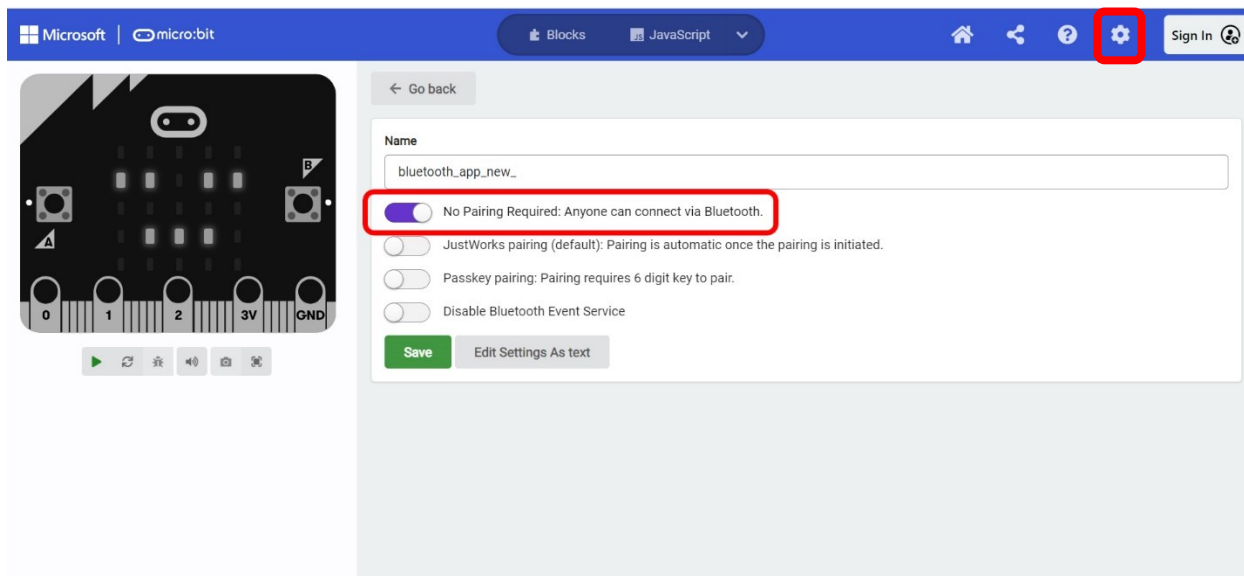 Microsoft | micro:bit
Blocks
JS JavaScript
Sign In
Go back
Name
bluetooth_app_new_
No Pairing Required: Anyone can connect via Bluetooth.
JustWorks pairing (default): Pairing is automatic once the pairing is initiated.
Passkey pairing: Pairing requires 6 digit key to pair.
Disable Bluetooth Event Service
Save
Edit Settings As text
B
A
0 1 2 3V GND